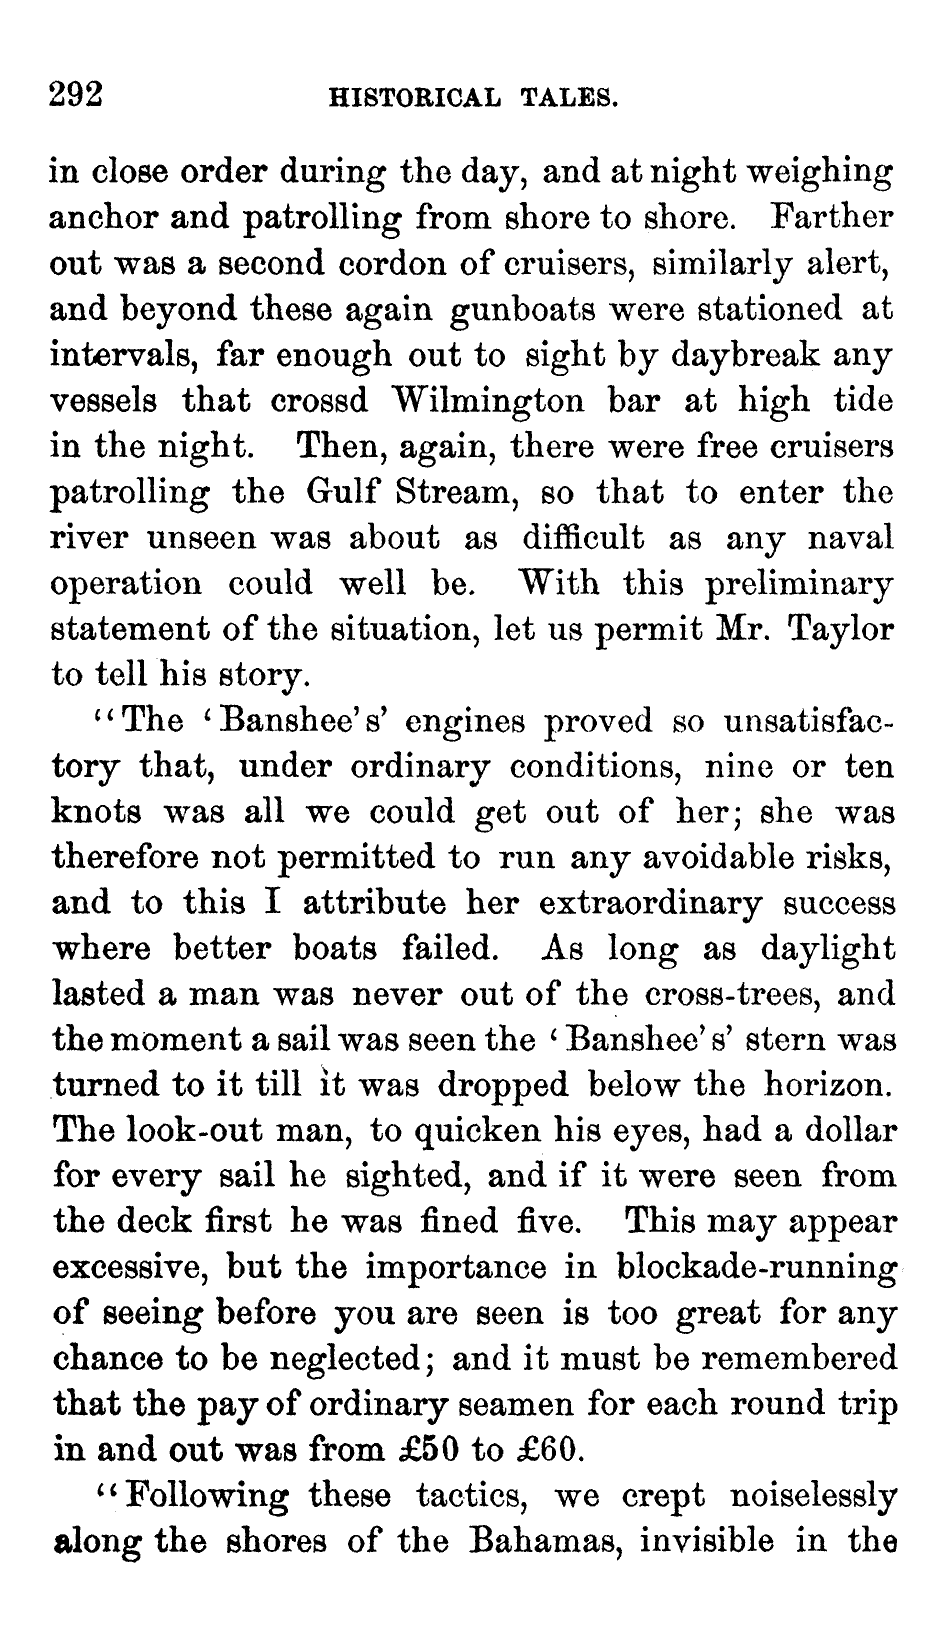 292 HISTORICAL TALES.
in close order during the day, and at night weighing
anchor and patrolling from shore to shore. Farther
out was a second cordon of cruisers, similarly alert,
and beyond these again gunboats were stationed at
intervals, far enough out to sight by daybreak any
vessels that crossd Wilmington bar at high tide
in the night. Then, again, there were free cruisers
patrolling the Gulf Stream, so that to enter the
river unseen was about as difficult as any naval
operation could well be. With this preliminary
statement of the situation, let us permit Mr. Taylor
to tell his story.
“The ‘Banshee’s’ engines proved so unsatisfac-
tory that, under ordinary conditions, nine or ten
knots was all we could get out of her; she was
therefore not permitted to run any avoidable risks,
and to this I attribute her extraordinary success
where better boats failed. As long as daylight
lasted a man was never out of the cross-trees, and
the moment a sail was seen the ‘Banshee’s’ stern was
turned to it till it was dropped below the horizon.
The look-out man, to quicken his eyes, had a dollar
for every sail he sighted, and if it were seen from
the deck first he was fined five. This may appear
excessive, but the importance in blockade-running
of seeing before you are seen is too great for any
chance to be neglected; and it must be remembered
that the pay of ordinary seamen for each round trip
in and out was from £50 to £60.
“Following these tactics, we crept noiselessly
along the shores of the Bahamas, invisible in the